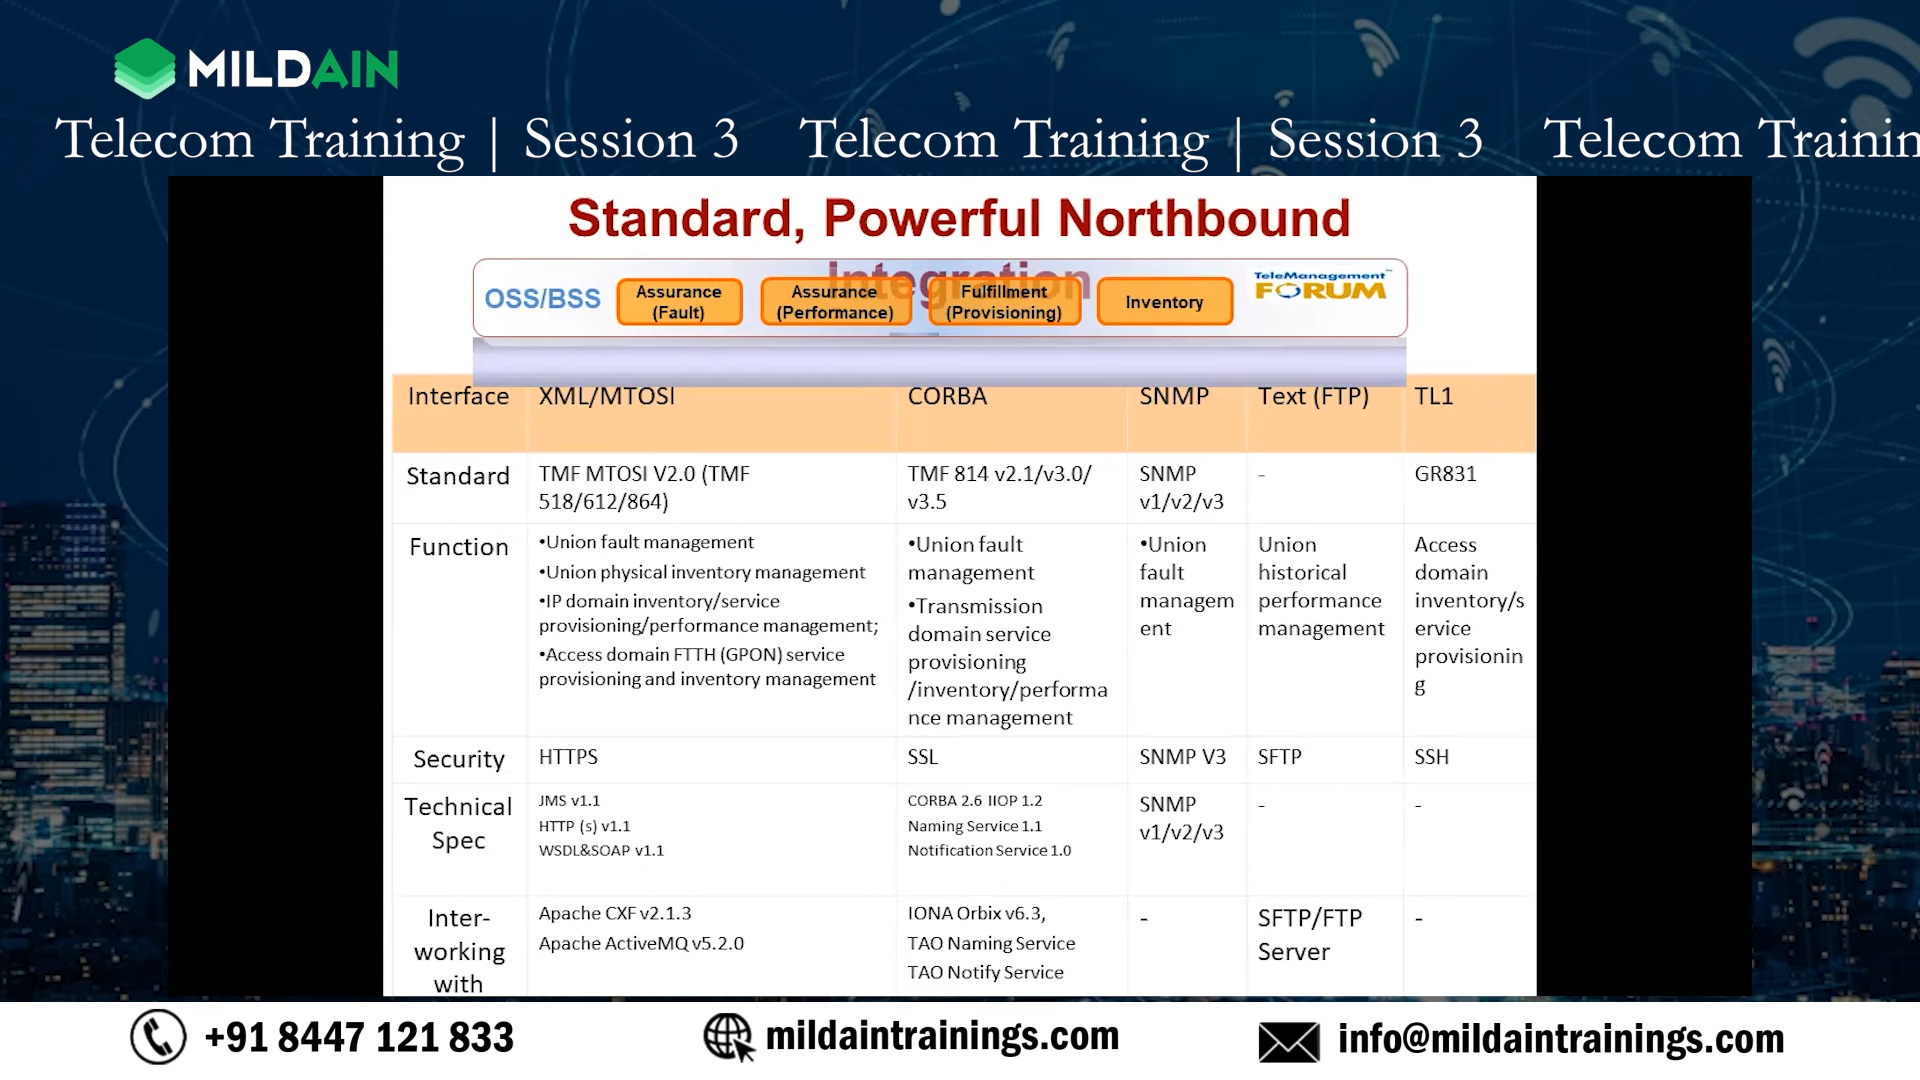 MILDAIN
Telecom Training | Session 3 Telecom Training | Session 3 Telecom Trainin
Standard, Powerful Northbound
Integration
OSS/BSS
Assurance
(Fault)
Assurance
(Performance)
Fulfillment
(Provisioning)
Inventory
TeleManagement™
FORUM
Interface
XML/MTOSI
CORBA
SNMP
Text (FTP)
TL1
Standard
TMF MTOSI V2.0 (TMF
518/612/864)
TMF 814 v2.1/v3.0/
v3.5
SNMP
v1/v2/v3
-
GR831
Function
•Union fault management
•Union physical inventory management
•IP domain inventory/service
provisioning/performance management;
•Access domain FTTH (GPON) service
provisioning and inventory management
•Union fault
management
•Transmission
domain service
provisioning
/inventory/performa
nce management
•Union
fault
managem
ent
Union
historical
performance
management
Access
domain
inventory/s
ervice
provisionin
g
Security
HTTPS
SSL
SNMP V3
SFTP
SSH
Technical
Spec
JMS v1.1
HTTP (s) v1.1
WSDL&SOAP v1.1
CORBA 2.6 IIOP 1.2
Naming Service 1.1
Notification Service 1.0
SNMP
v1/v2/v3
-
-
Inter-
working
with
Apache CXF v2.1.3
Apache ActiveMQ v5.2.0
IONA Orbix v6.3,
TAO Naming Service
TAO Notify Service
-
SFTP/FTP
Server
-
+91 8447 121 833
mildaintrainings.com
info@mildaintrainings.com